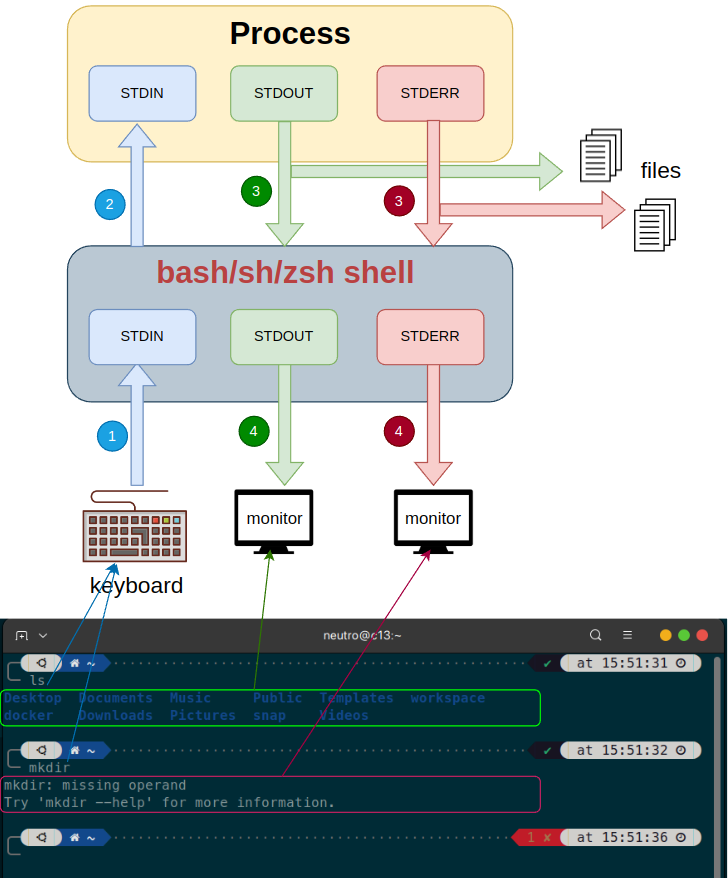 Process
STDIN STDOUT STDERR
files
2 3 3
bash/sh/zsh shell
STDIN STDOUT STDERR
1 4 4
monitor monitor
keyboard
neutro@c13:~
~ ✔ at 15:51:31
ls
Desktop Documents Music Public Templates workspace
docker Downloads Pictures snap Videos
~ ✔ at 15:51:32
mkdir
mkdir: missing operand
Try 'mkdir --help' for more information.
~ 1 ✘ at 15:51:36